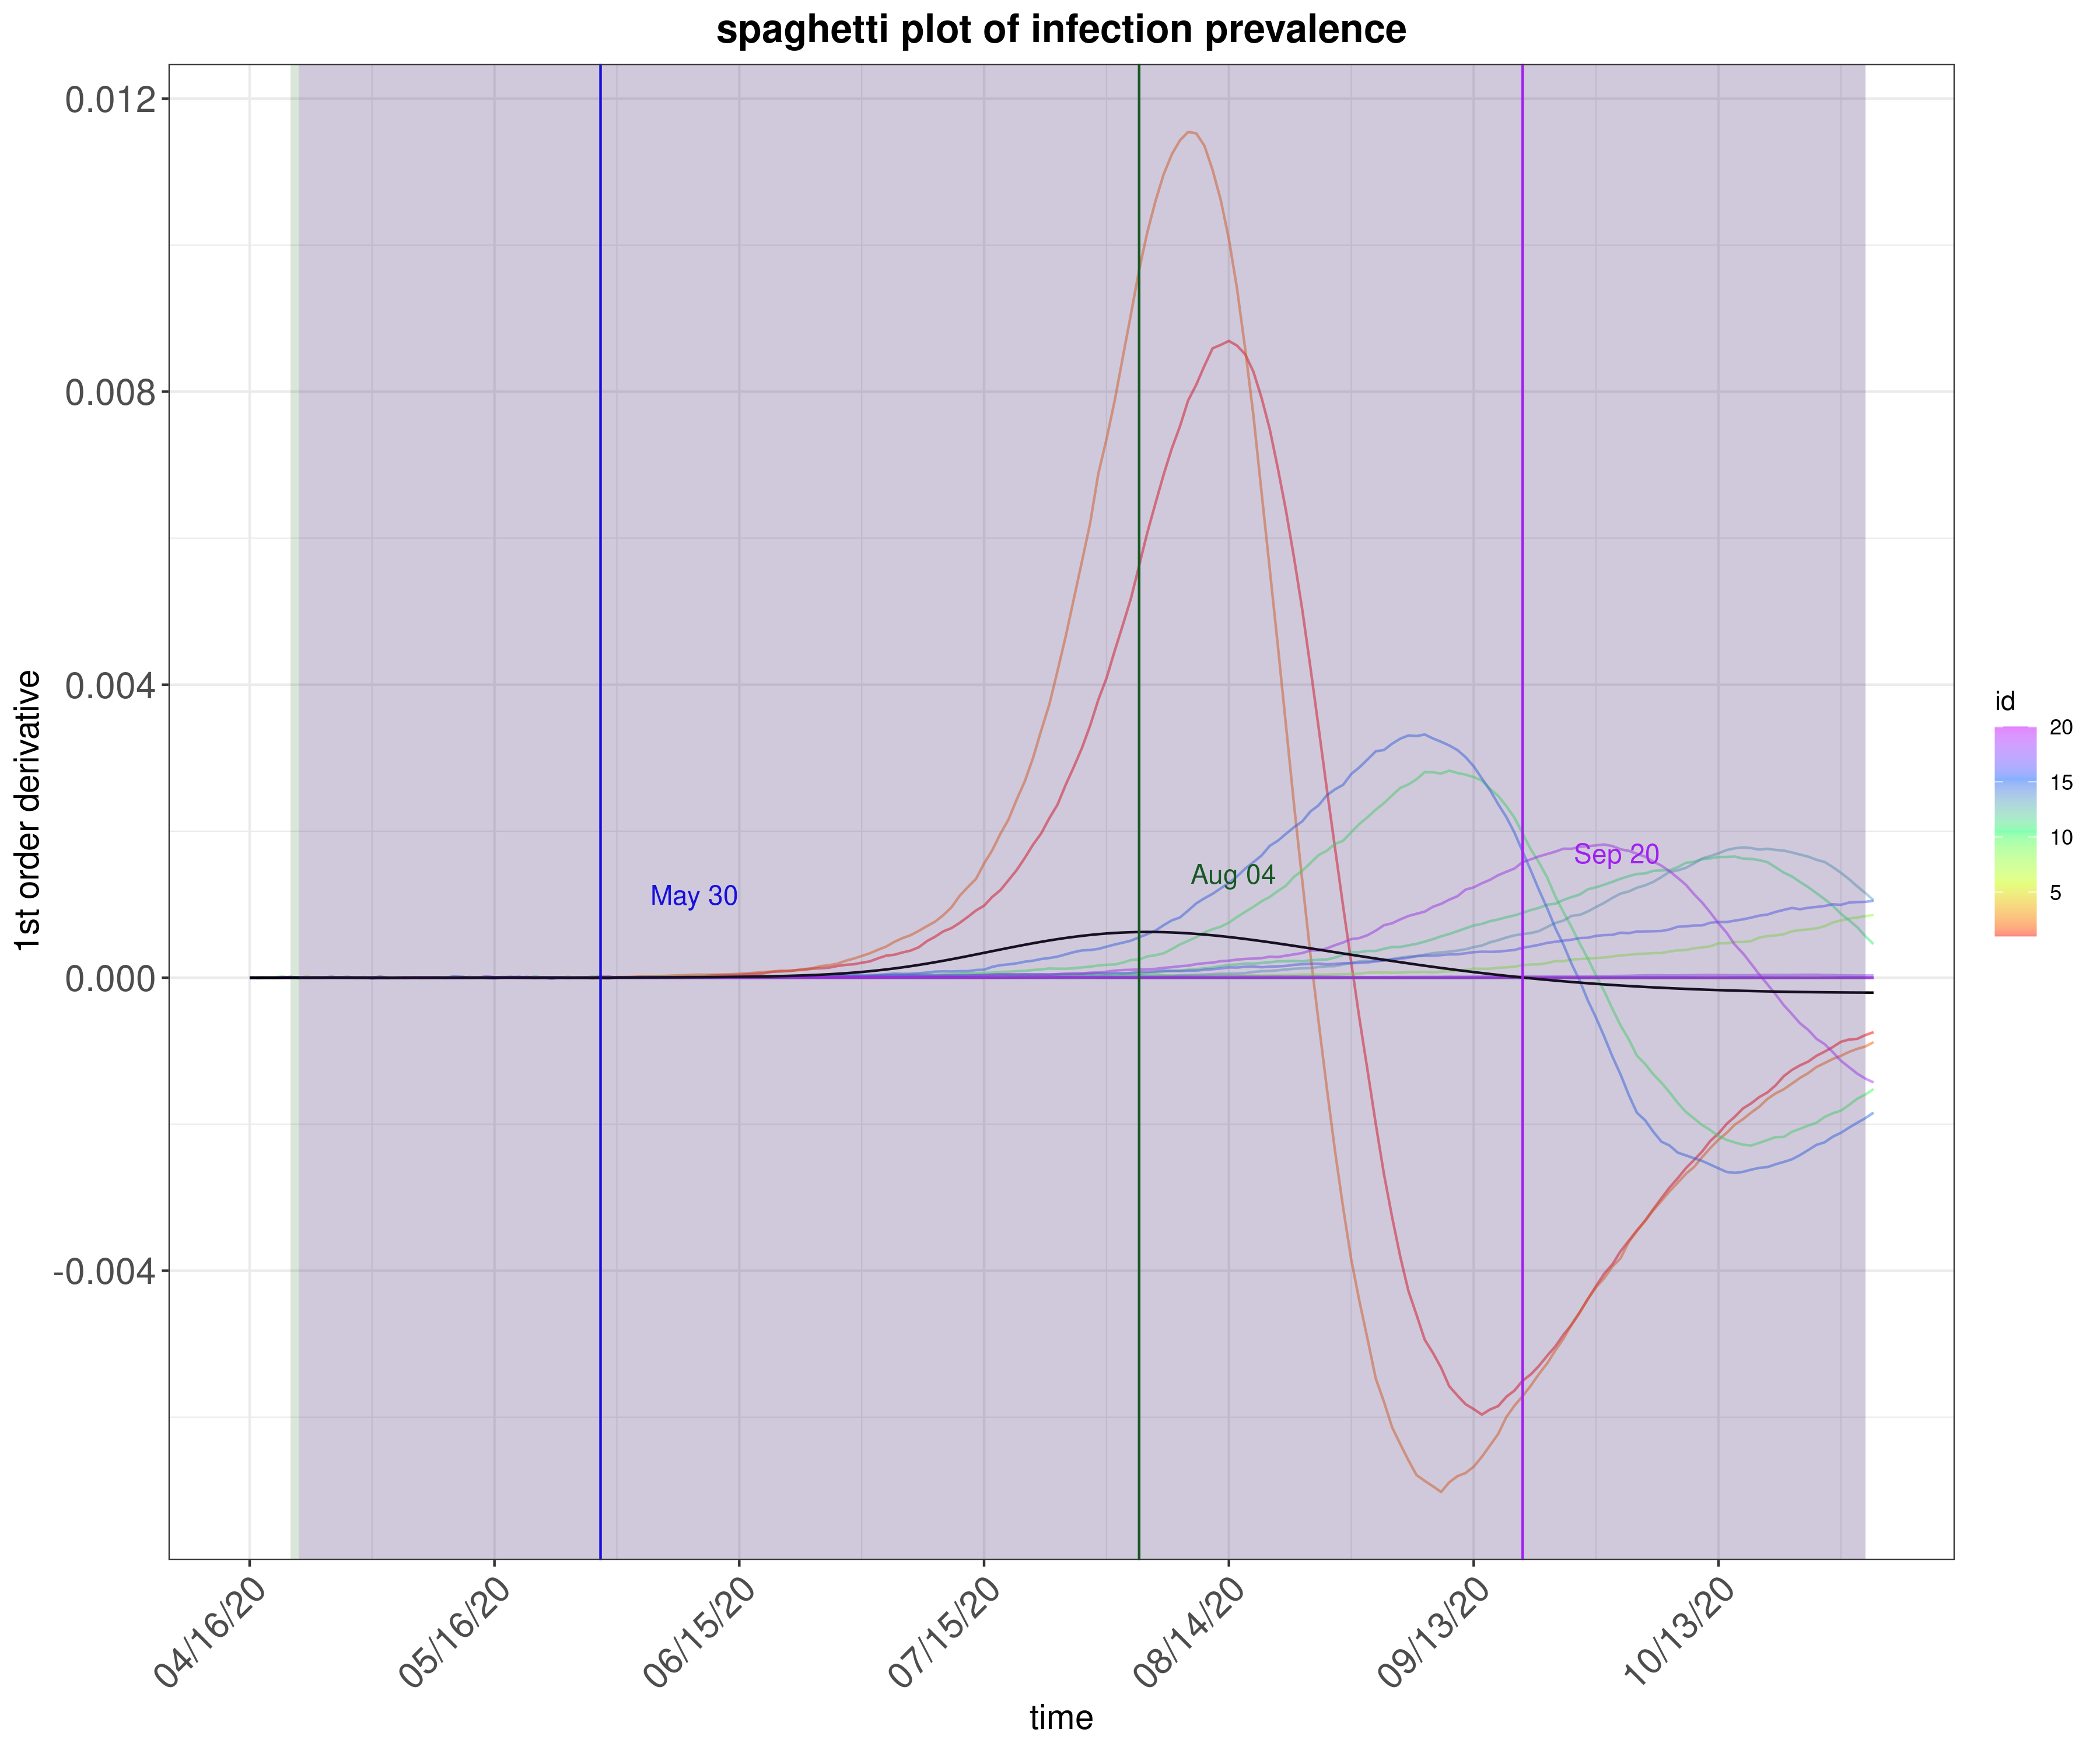 spaghetti plot of infection prevalence
1st order derivative
0.012
0.008
0.004
0.000
-0.004
May 30
Aug 04
Sep 20
04/16/20
05/16/20
06/15/20
07/15/20
08/14/20
09/13/20
10/13/20
time
id
20
15
10
5